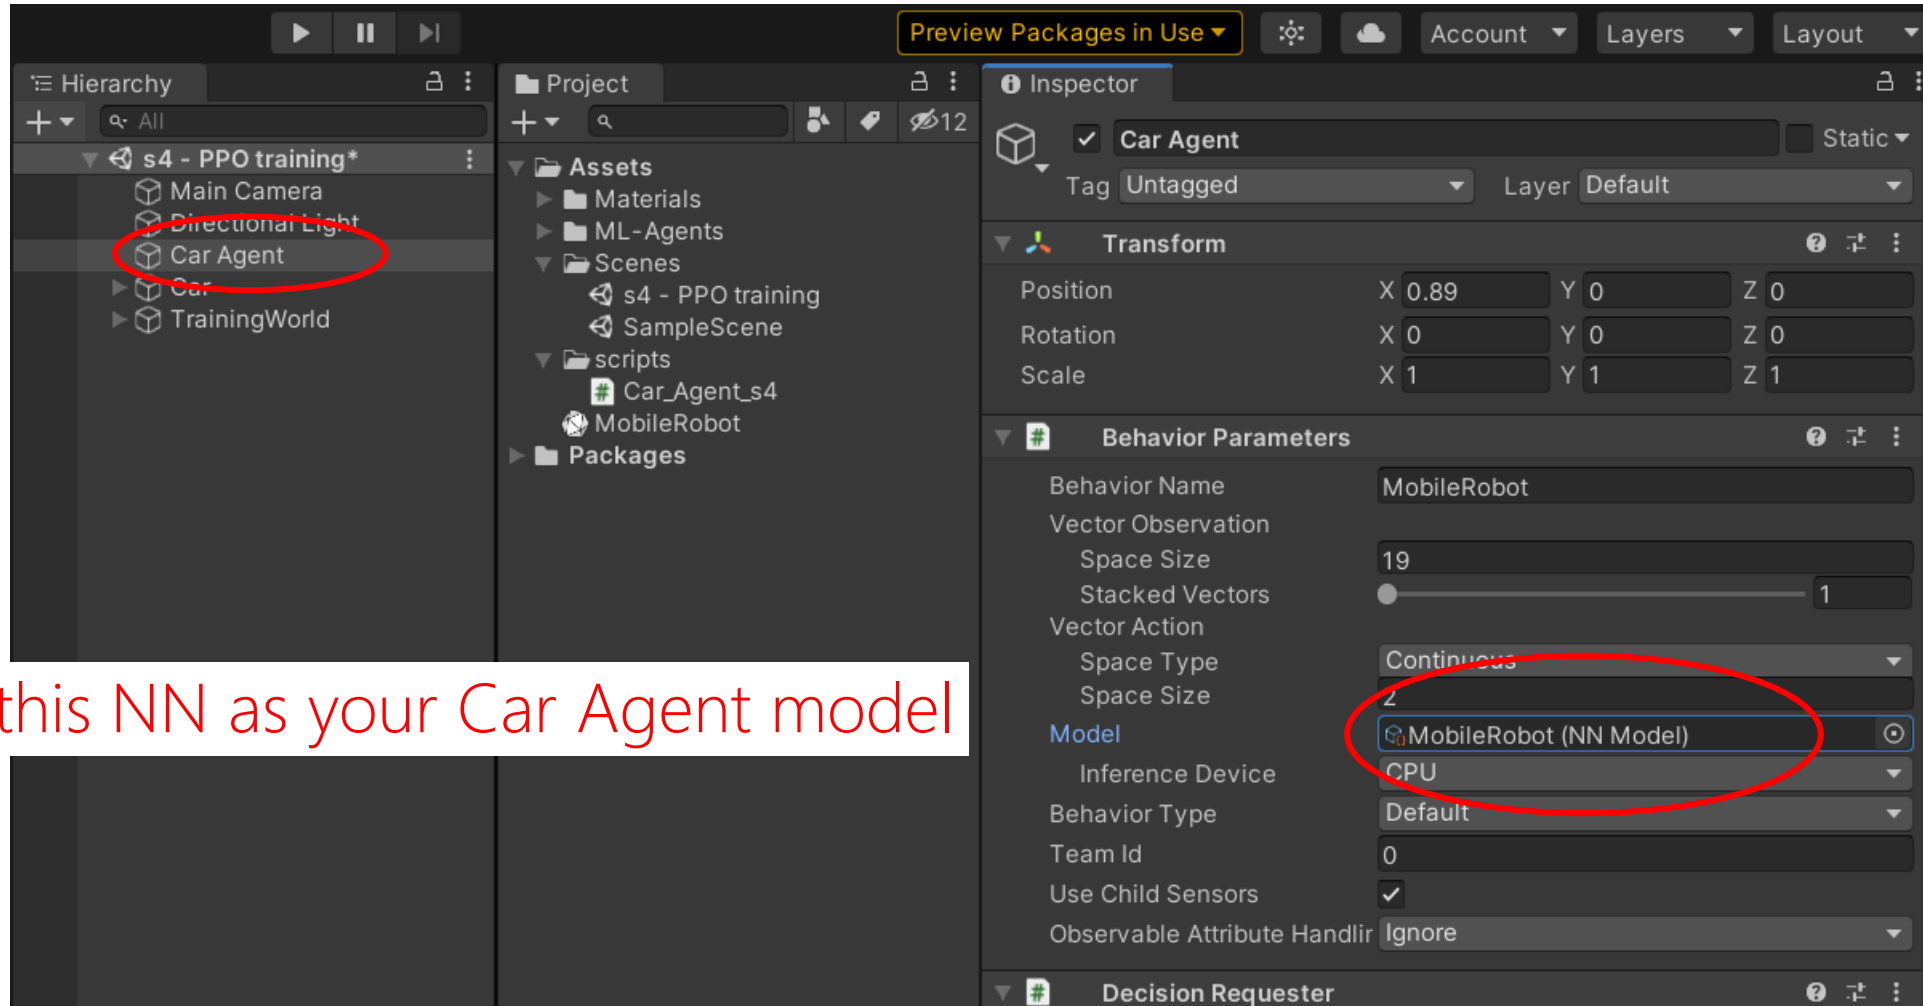 Preview Packages in Use
Account
Layers
Layout
Hierarchy
All
s4 - PPO training*
Main Camera
Directional Light
Car Agent
Car
TrainingWorld
Project
12
Assets
Materials
ML-Agents
Scenes
s4 - PPO training
SampleScene
scripts
Car_Agent_s4
MobileRobot
Packages
this NN as your Car Agent model
Inspector
Car Agent
Static
Tag Untagged Layer Default
Transform
Position X 0.89 Y 0 Z 0
Rotation X 0 Y 0 Z 0
Scale X 1 Y 1 Z 1
# Behavior Parameters
Behavior Name MobileRobot
Vector Observation
Space Size 19
Stacked Vectors 1
Vector Action
Space Type Continuous
Space Size 2
Model MobileRobot (NN Model)
Inference Device CPU
Behavior Type Default
Team Id 0
Use Child Sensors
Observable Attribute Handlir Ignore
# Decision Requester